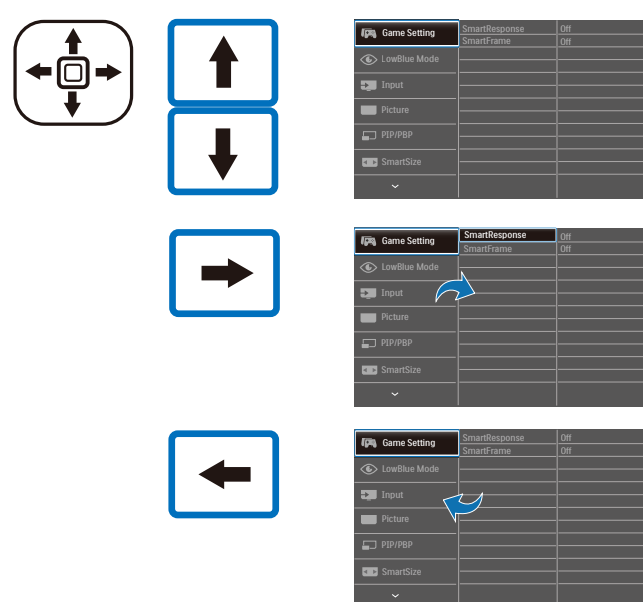 Game Setting SmartResponse Off
SmartFrame Off
LowBlue Mode
Input
Picture
PIP/PBP
SmartSize
Game Setting SmartResponse Off
SmartFrame Off
LowBlue Mode
Input
Picture
PIP/PBP
SmartSize
Game Setting SmartResponse Off
SmartFrame Off
LowBlue Mode
Input
Picture
PIP/PBP
SmartSize